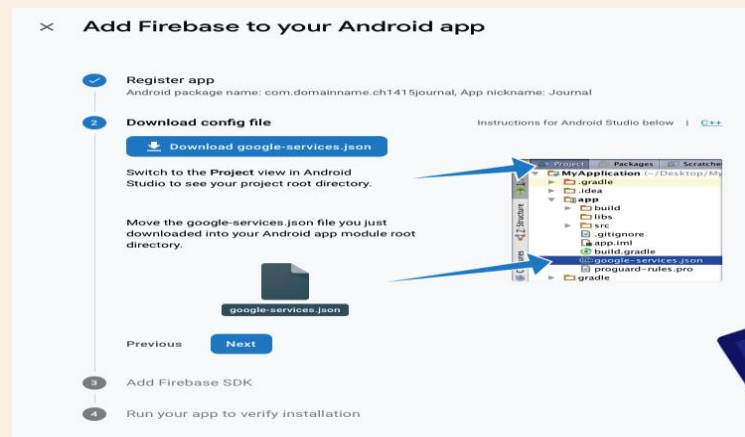 × Add Firebase to your Android app
Register app
Android package name: com.domainname.ch1415journal, App nickname: Journal
2 Download config file
Instructions for Android Studio below | C++
Download google-services.json
Switch to the Project view in Android
Studio to see your project root directory.
Move the google-services.json file you just
downloaded into your Android app module root
directory.
google-services.json
Project Packages Scratche
MyApplication (~/Desktop/My
.gradle
.idea
app
build
libs
src
.gitignore
app.iml
build.gradle
google-services.json
proguard-rules.pro
gradle
Z: Structure
Previous Next
3 Add Firebase SDK
4 Run your app to verify installation